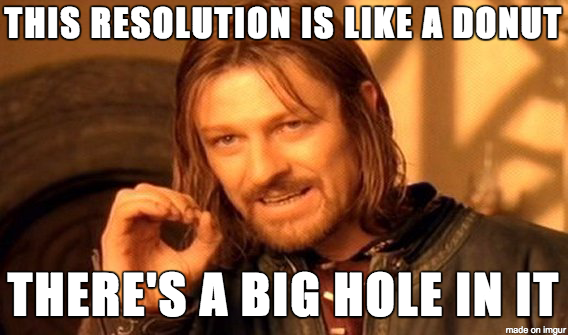 THIS RESOLUTION IS LIKE A DONUT
THERE'S A BIG HOLE IN IT
made on imgur